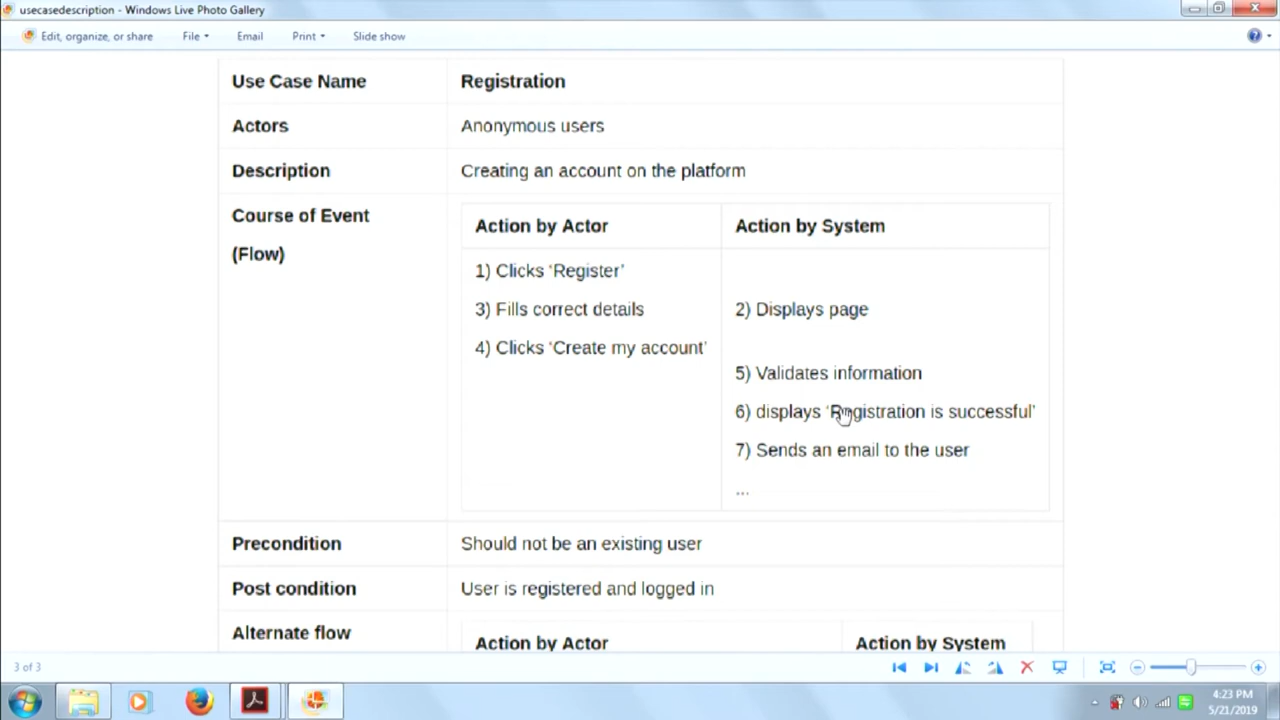 usecasedescription - Windows Live Photo Gallery
Edit, organize, or share File Email Print Slide show
Use Case Name Registration
Actors Anonymous users
Description Creating an account on the platform
Course of Event
(Flow)
Action by Actor Action by System
1) Clicks ‘Register’
3) Fills correct details 2) Displays page
4) Clicks ‘Create my account’
5) Validates information
6) displays ‘Registration is successful’
7) Sends an email to the user
...
Precondition Should not be an existing user
Post condition User is registered and logged in
Alternate flow
Action by Actor Action by System
3 of 3
4:23 PM
5/21/2019